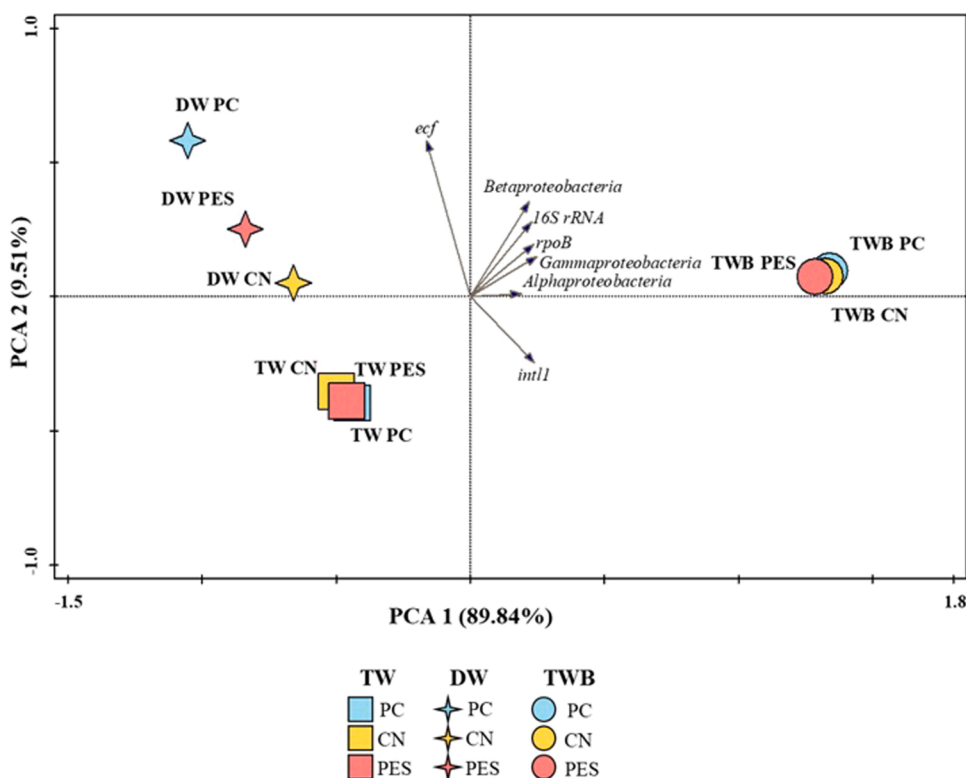 1.0
DW PC
ecf
Betaproteobacteria
DW PES
16S rRNA
rpoB
TWB PC
Gammaproteobacteria
TWB PES
DW CN
Alphaproteobacteria
TWB CN
PCA 2 (9.51%)
TW CN
TW PES
intI1
TW PC
-1.0
-1.5
1.8
PCA 1 (89.84%)
TW DW TWB
PC PC PC
CN CN CN
PES PES PES